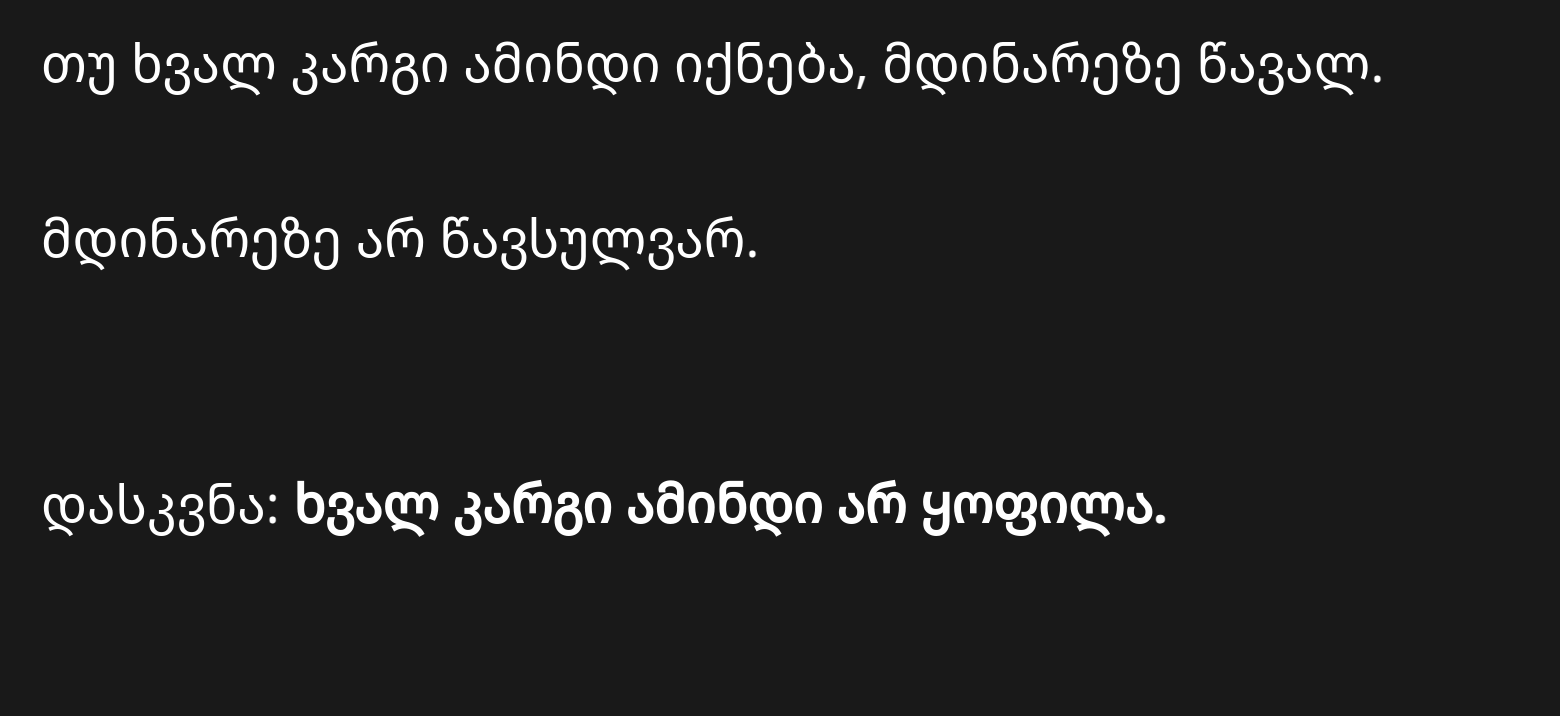 თუ ხვალ კარგი ამინდი იქნება, მდინარეზე წავალ.
მდინარეზე არ წავსულვარ.
დასკვნა: ხვალ კარგი ამინდი არ ყოფილა.